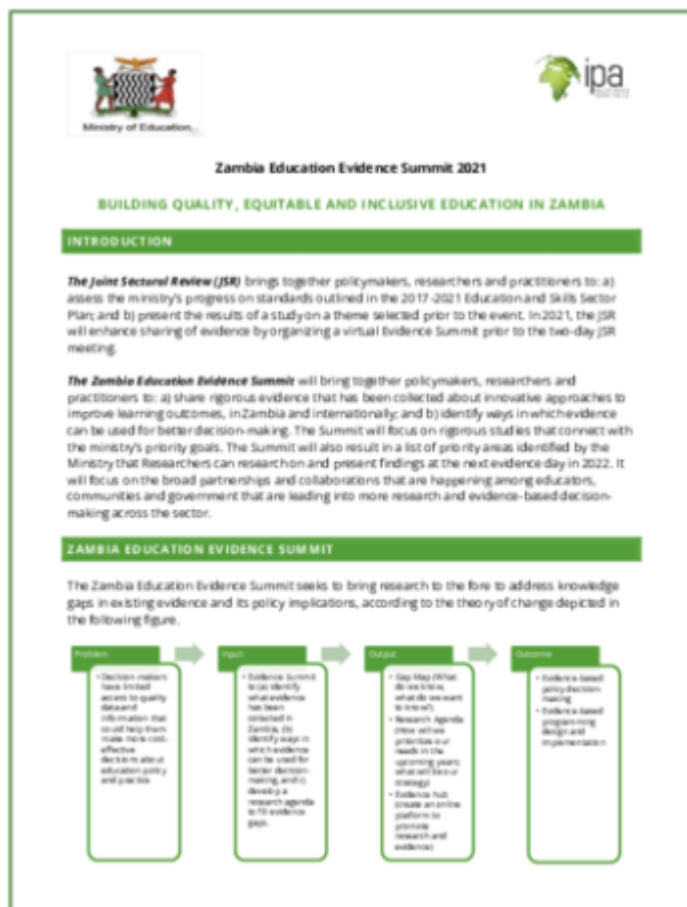 Ministry of Education
ipa
Zambia Education Evidence Summit 2021
BUILDING QUALITY, EQUITABLE AND INCLUSIVE EDUCATION IN ZAMBIA
INTRODUCTION
The Joint Sectoral Review (JSR) brings together policymakers, researchers and practitioners to: a)
assess the ministry's progress on standards outlined in the 2017-2021 Education and Skills Sector
Plan; and b) present the results of a study on a theme selected prior to the event. In 2021, the JSR
will enhance sharing of evidence by organizing a virtual Evidence Summit prior to the two-day JSR
meeting.
The Zambia Education Evidence Summit will bring together policymakers, researchers and
practitioners to: a) share rigorous evidence that has been collected about innovative approaches to
improve learning outcomes, in Zambia and internationally; and b) identify ways in which evidence
can be used for better decision-making. The Summit will focus on rigorous studies that connect with
the ministry's priority goals. The Summit will also result in a list of priority areas identified by the
Ministry that Researchers can research on and present findings at the next evidence day in 2022. It
will focus on the broad partnerships and collaborations that are happening among educators,
communities and government that are leading into more research and evidence-based decision-
making across the sector.
ZAMBIA EDUCATION EVIDENCE SUMMIT
The Zambia Education Evidence Summit seeks to bring research to the fore to address knowledge
gaps in existing evidence and its policy implications, according to the theory of change depicted in
the following figure.
Problem
• Decision-makers
have limited
access to quality
data and
information that
could help them
make more cost-
effective
decisions about
education policy
and practice
Input
• Evidence Summit
to (a) identify
what evidence
has been
collected in
Zambia, (b)
identify ways in
which evidence
can be used for
better decision-
making, and c)
develop a
research agenda
to fill evidence
gaps.
Output
• Gap Map (What
do we know,
what do we want
to know?)
• Research Agenda
(How will we
prioritize our
needs in the
upcoming years;
what will be our
strategy)
• Evidence hub
(create an online
platform to
promote
research and
evidence)
Outcome
• Evidence-based
policy decision-
making
• Evidence-based
programming
design and
implementation